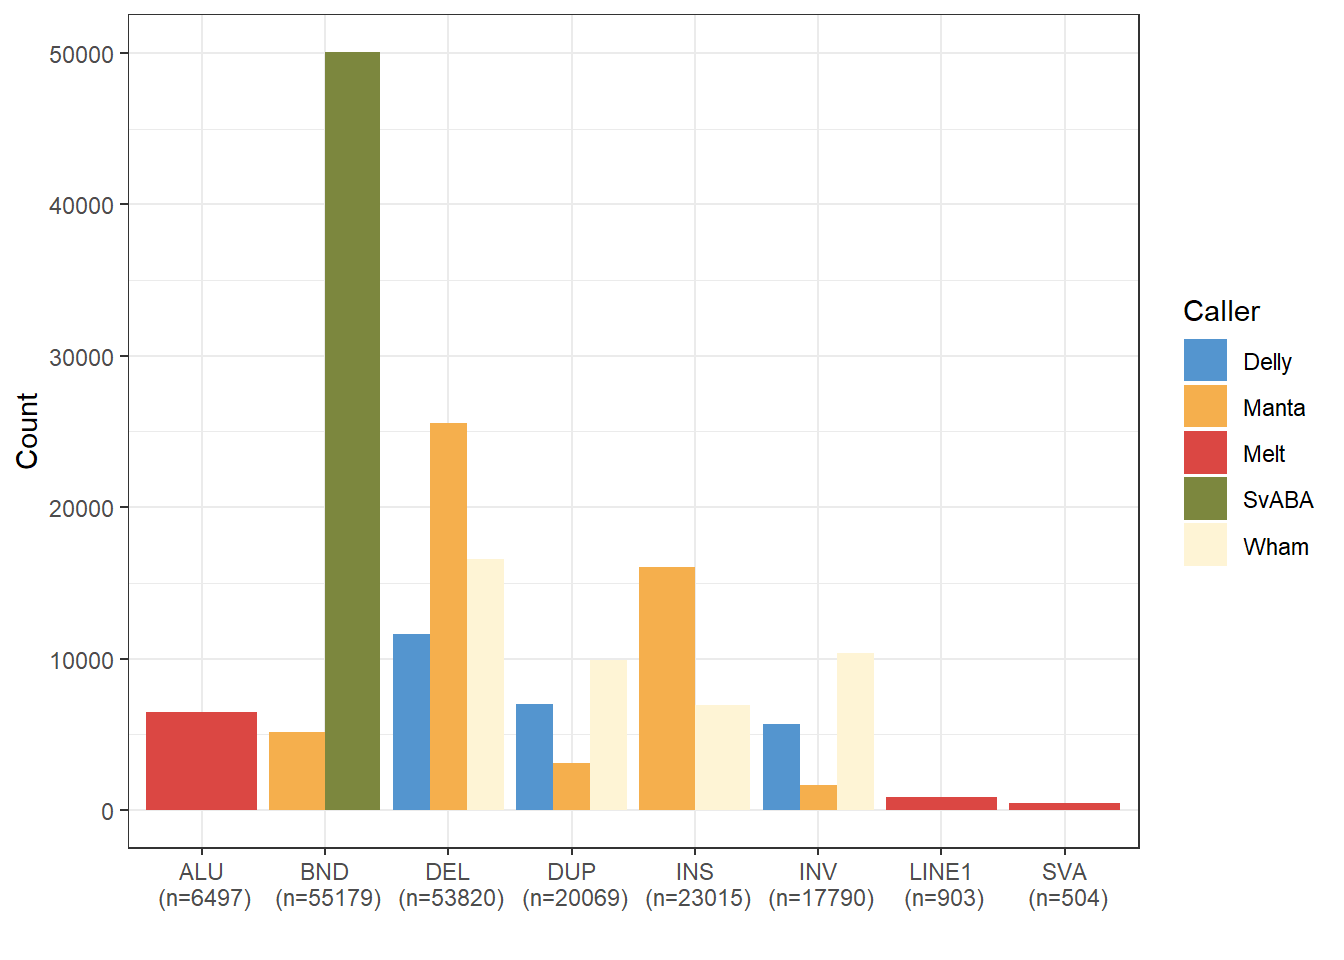 50000
40000
30000
20000
10000
0
Count
ALU
(n=6497)
BND
(n=55179)
DEL
(n=53820)
DUP
(n=20069)
INS
(n=23015)
INV
(n=17790)
LINE1
(n=903)
SVA
(n=504)
Caller
Delly
Manta
Melt
SvABA
Wham